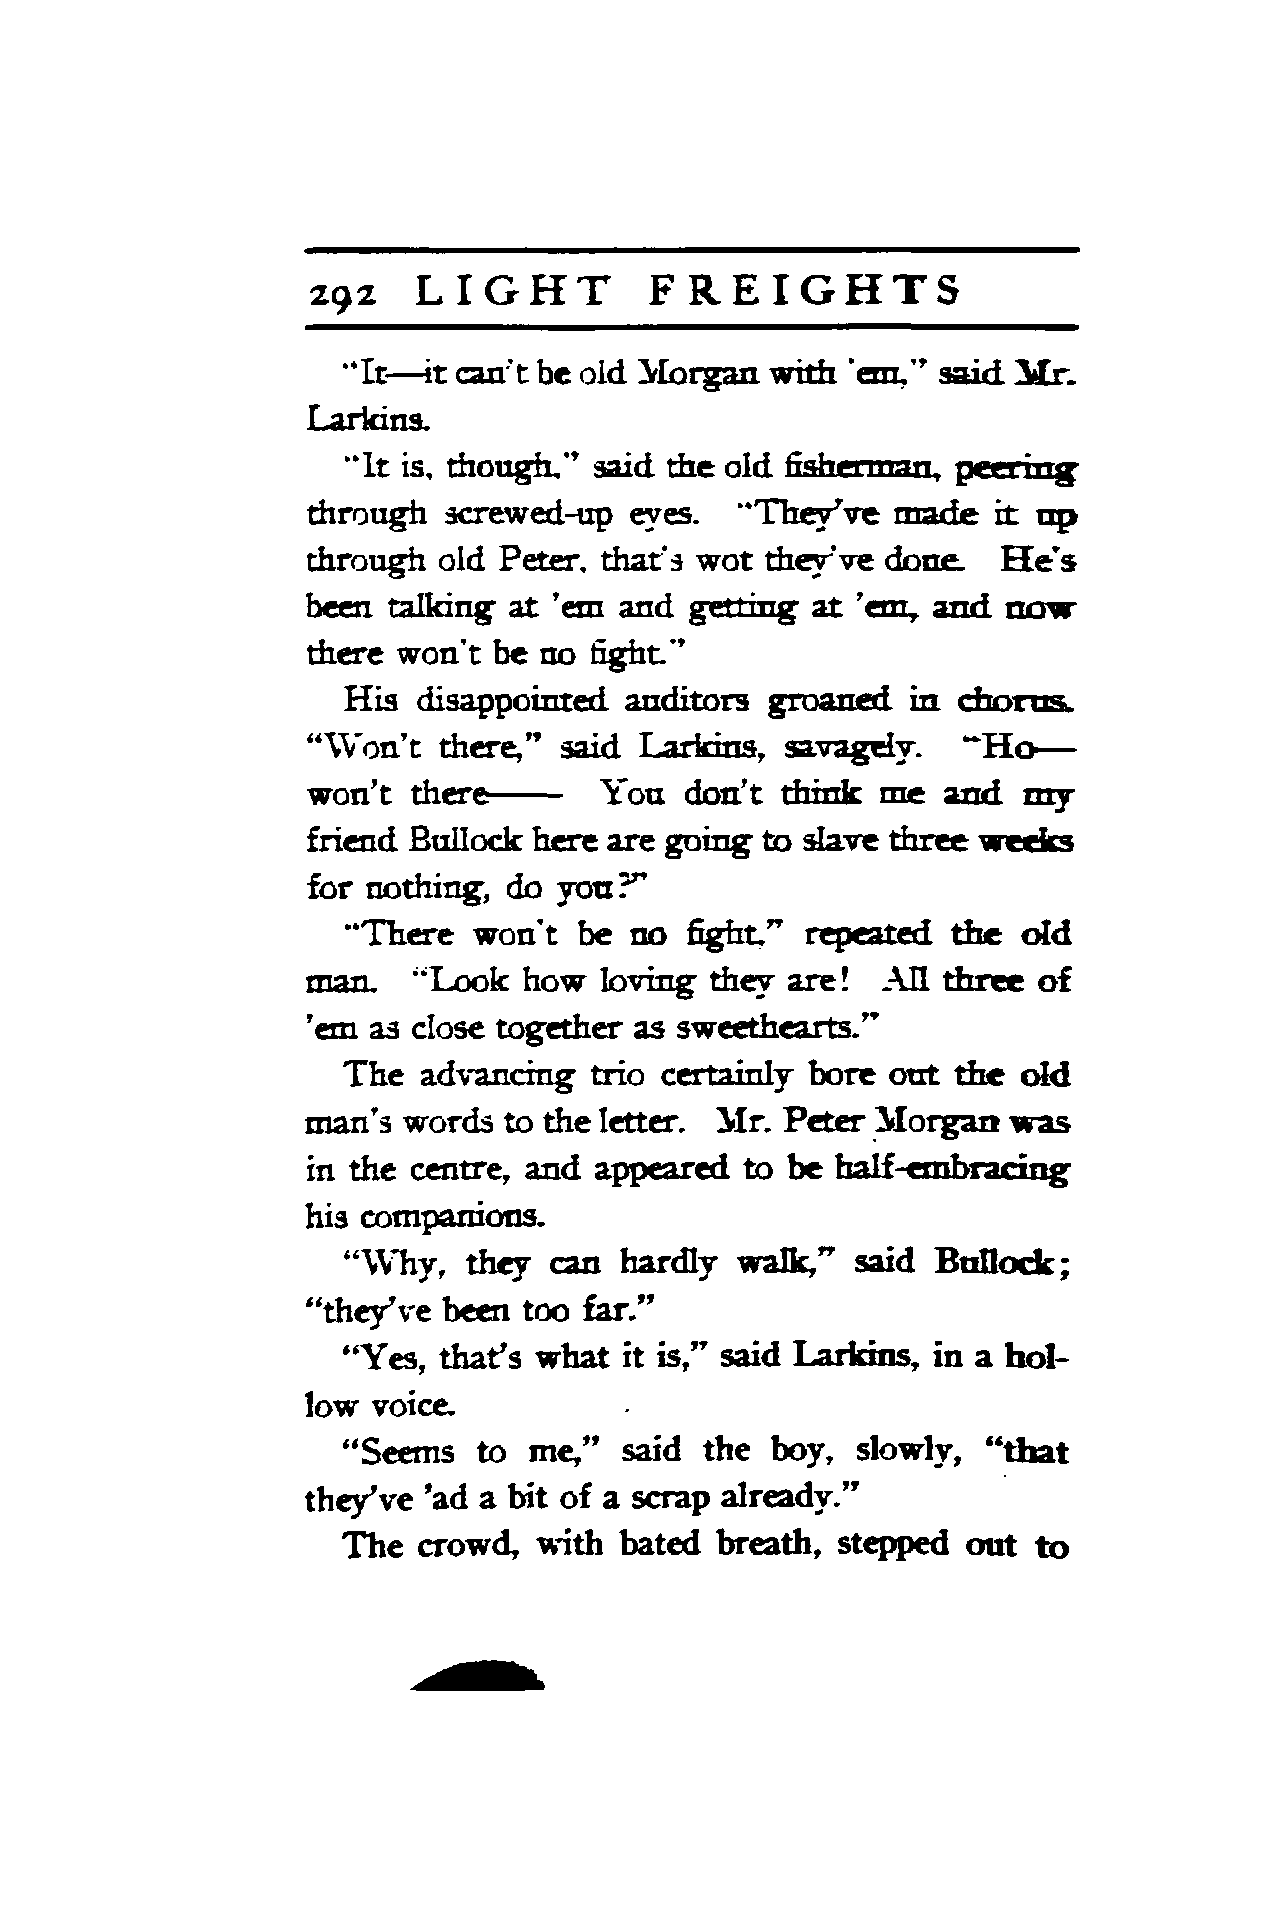 292 LIGHT FREIGHTS
"It—it can't be old Morgan with 'em," said Mr.
Larkins.
"It is, though," said the old fisherman, peering
through screwed-up eyes. "They've made it up
through old Peter, that's wot they've done. He's
been talking at 'em and getting at 'em, and now
there won't be no fight."
His disappointed auditors groaned in chorus.
"Won't there," said Larkins, savagely. "Ho—
won't there—— You don't think me and my
friend Bullock here are going to slave three weeks
for nothing, do you?"
"There won't be no fight," repeated the old
man. "Look how loving they are! All three of
'em as close together as sweethearts."
The advancing trio certainly bore out the old
man's words to the letter. Mr. Peter Morgan was
in the centre, and appeared to be half-embracing
his companions.
"Why, they can hardly walk," said Bullock;
"they've been too far."
"Yes, that's what it is," said Larkins, in a hol-
low voice.
"Seems to me," said the boy, slowly, "that
they've 'ad a bit of a scrap already."
The crowd, with bated breath, stepped out to